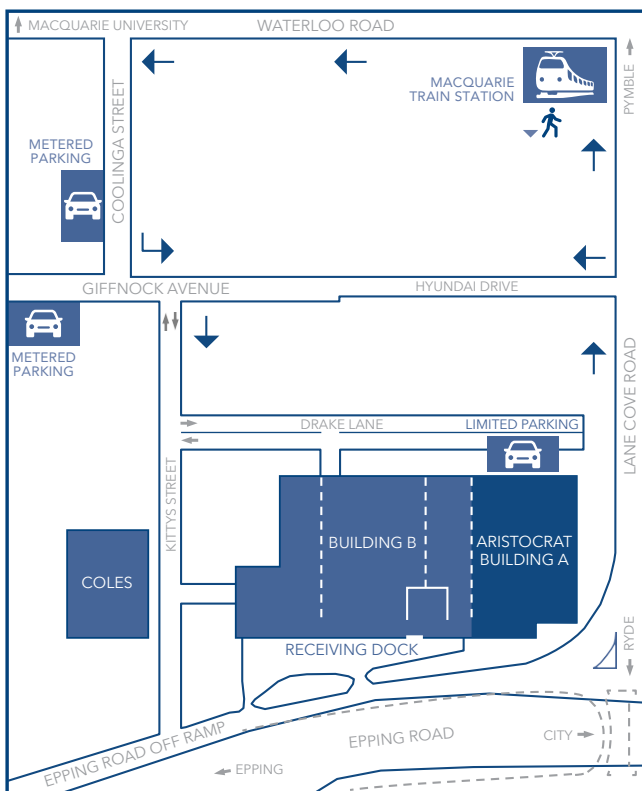 MACQUARIE UNIVERSITY
WATERLOO ROAD
PYMBLE
MACQUARIE
TRAIN STATION
COOLINGA STREET
METERED
PARKING
GIFFNOCK AVENUE
HYUNDAI DRIVE
METERED
PARKING
LANE COVE ROAD
DRAKE LANE
LIMITED PARKING
KITTYS STREET
BUILDING B
ARISTOCRAT
BUILDING A
COLES
RECEIVING DOCK
RYDE
EPPING ROAD OFF RAMP
EPPING ROAD
CITY
EPPING